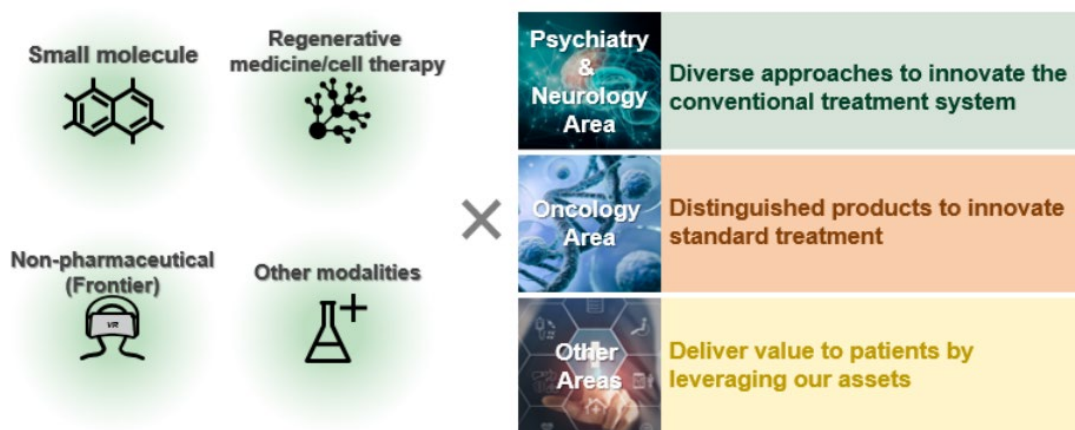 Small molecule
Regenerative
medicine/cell therapy
Non-pharmaceutical
(Frontier)
VR
Other modalities
Psychiatry
&
Neurology
Area
Diverse approaches to innovate the
conventional treatment system
Oncology
Area
Distinguished products to innovate
standard treatment
Other
Areas
Deliver value to patients by
leveraging our assets